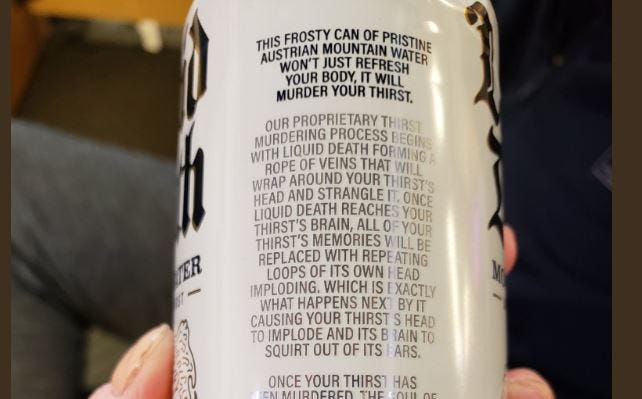 THIS FROSTY CAN OF PRISTINE
AUSTRIAN MOUNTAIN WATER
WON'T JUST REFRESH
YOUR BODY, IT WILL
MURDER YOUR THIRST.
OUR PROPRIETARY THIRST
MURDERING PROCESS BEGINS
WITH LIQUID DEATH FORMING A
ROPE OF VEINS THAT WILL
WRAP AROUND YOUR THIRST'S
HEAD AND STRANGLE IT. ONCE
LIQUID DEATH REACHES YOUR
THIRST'S BRAIN, ALL OF YOUR
THIRST'S MEMORIES WILL BE
REPLACED WITH REPEATING
LOOPS OF ITS OWN HEAD
IMPLODING. WHICH IS EXACTLY
WHAT HAPPENS NEXT BY IT
CAUSING YOUR THIRST'S HEAD
TO IMPLODE AND ITS BRAIN TO
SQUIRT OUT OF ITS EARS.
ONCE YOUR THIRST HAS
MURDERED, THE SOUL OF